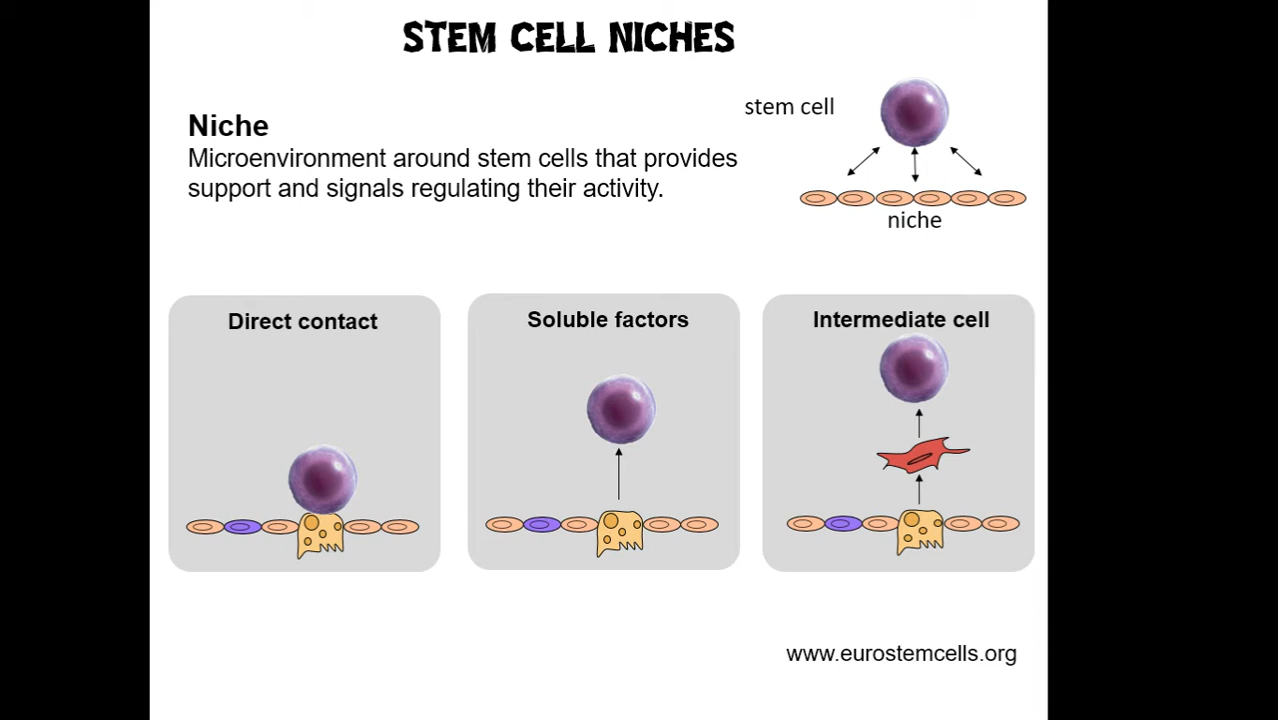 STEM CELL NICHES
Niche
Microenvironment around stem cells that provides
support and signals regulating their activity.
stem cell
niche
Direct contact
Soluble factors
Intermediate cell
www.eurostemcells.org